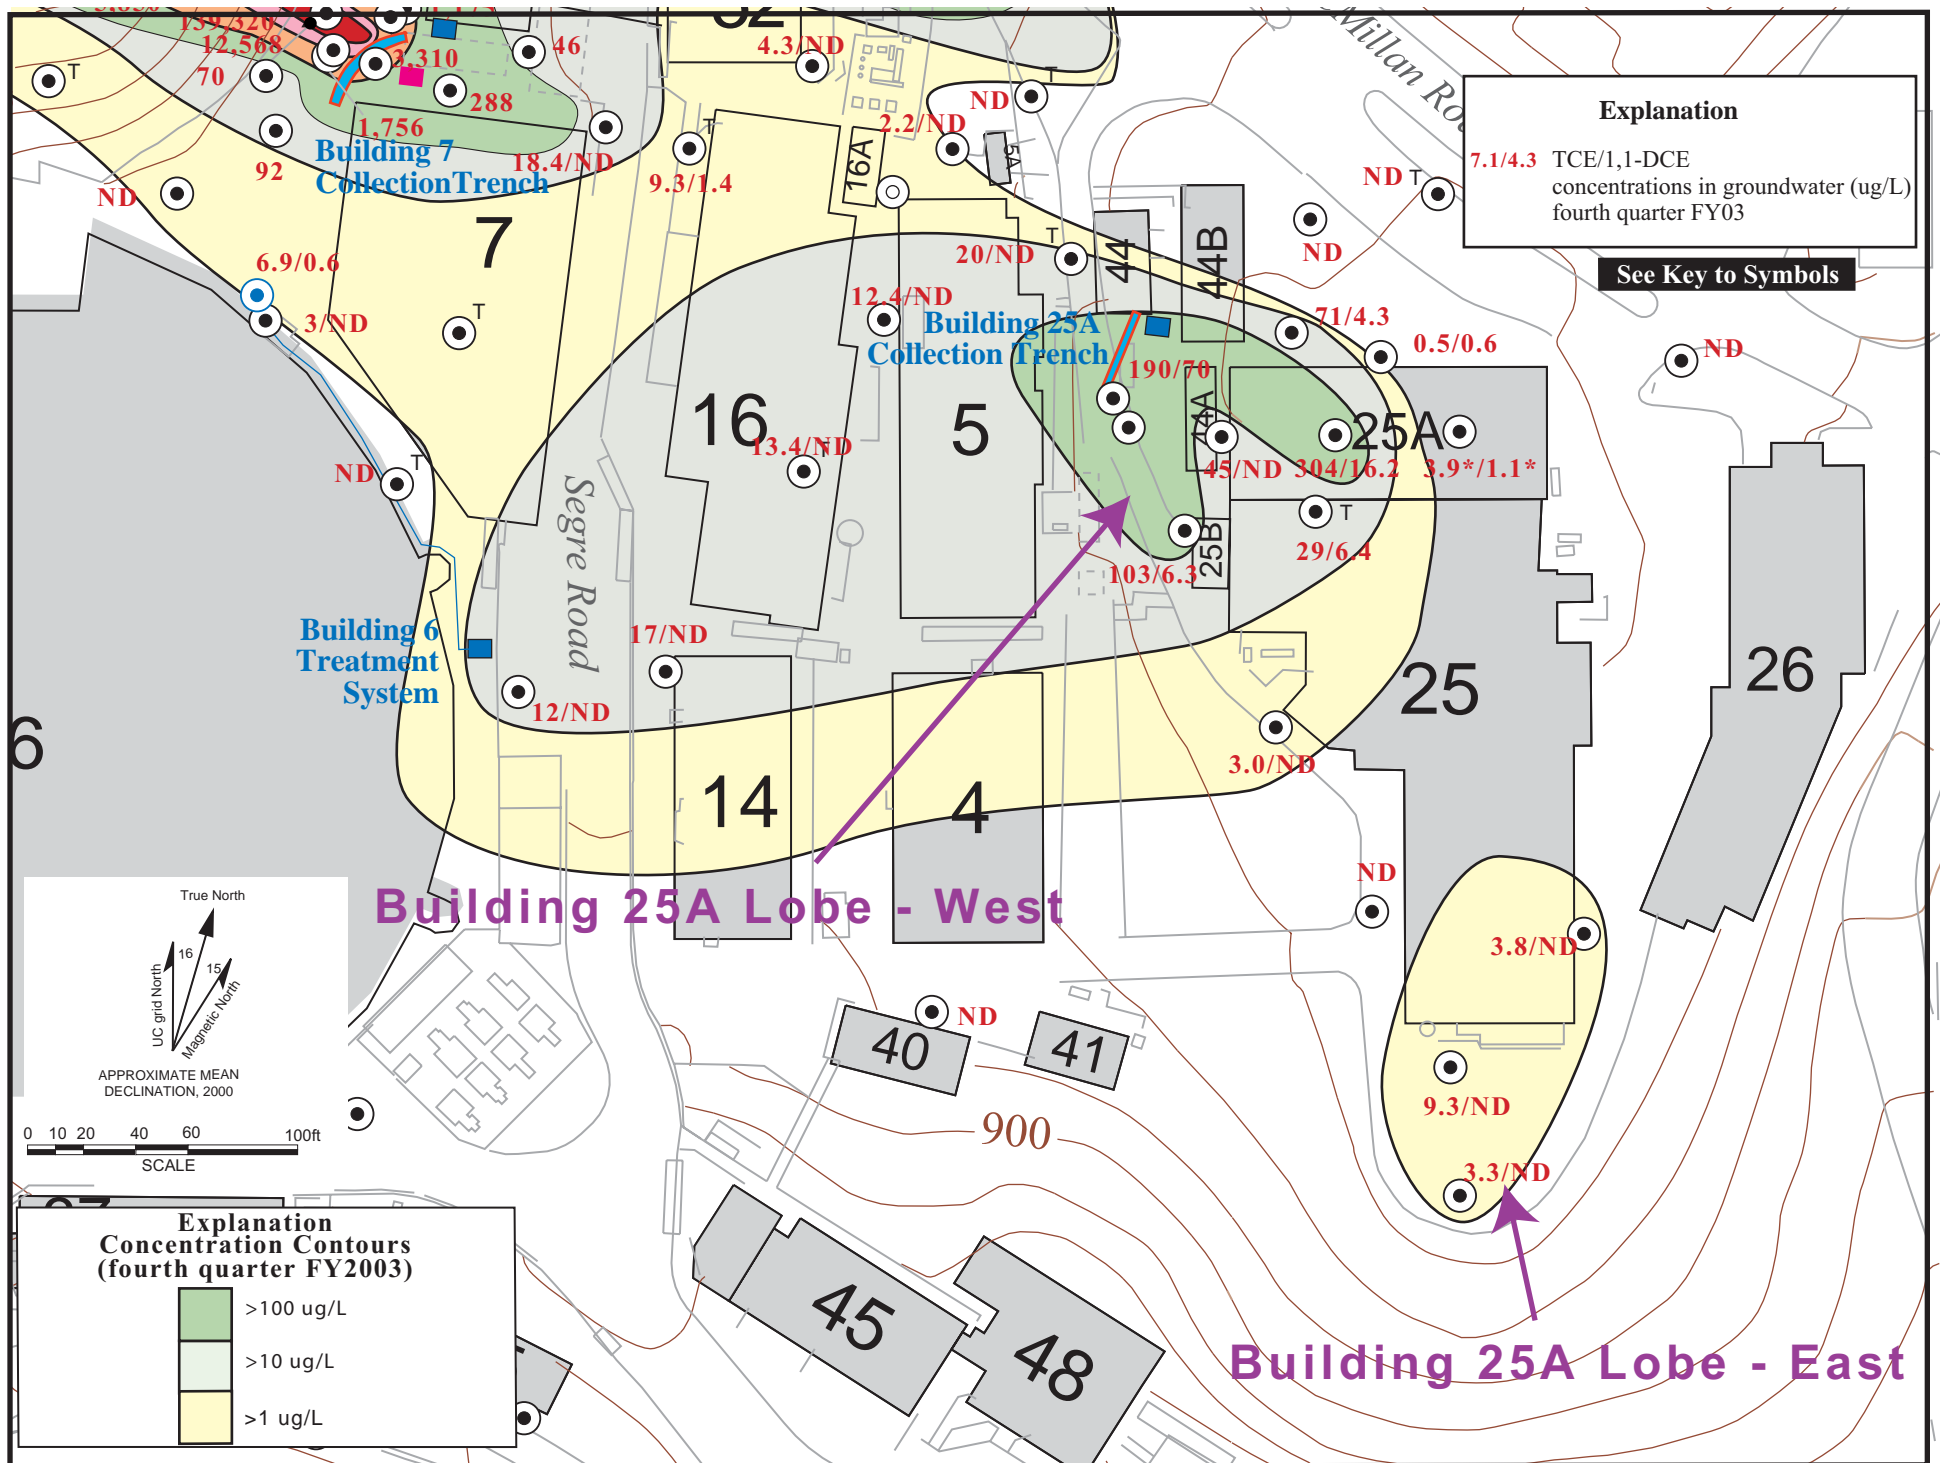 139,320
12,568
70
2,310
46
288
1,756
92
Building 7
CollectionTrench
18.4/ND
ND
T
6.9/0.6
3/ND
7
T
4.3/ND
2.2/ND
ND
T
16A
5A
9.3/1.4
T
Millan
Explanation
7.1/4.3 TCE/1,1-DCE
concentrations in groundwater (ug/L)
fourth quarter FY03
See Key to Symbols
ND T
ND
20/ND
T
44
44B
12.4/ND
Building 25A
Collection Trench
190/70
71/4.3
0.5/0.6
ND
16
13.4/ND
T
5
44A
45/ND
304/16.2
25A
3.9*/1.1*
ND
T
Segre Road
103/6.3
25B
29/6.4
T
Building 6
Treatment
System
17/ND
12/ND
3.0/ND
25
26
6
14
4
Building 25A Lobe - West
ND
3.8/ND
9.3/ND
3.3/ND
40
ND
41
900
True North
UC grid North
16
15
Magnetic North
APPROXIMATE MEAN
DECLINATION, 2000
0 10 20 40 60 100ft
SCALE
Explanation
Concentration Contours
(fourth quarter FY2003)
>100 ug/L
>10 ug/L
>1 ug/L
45
48
Building 25A Lobe - East